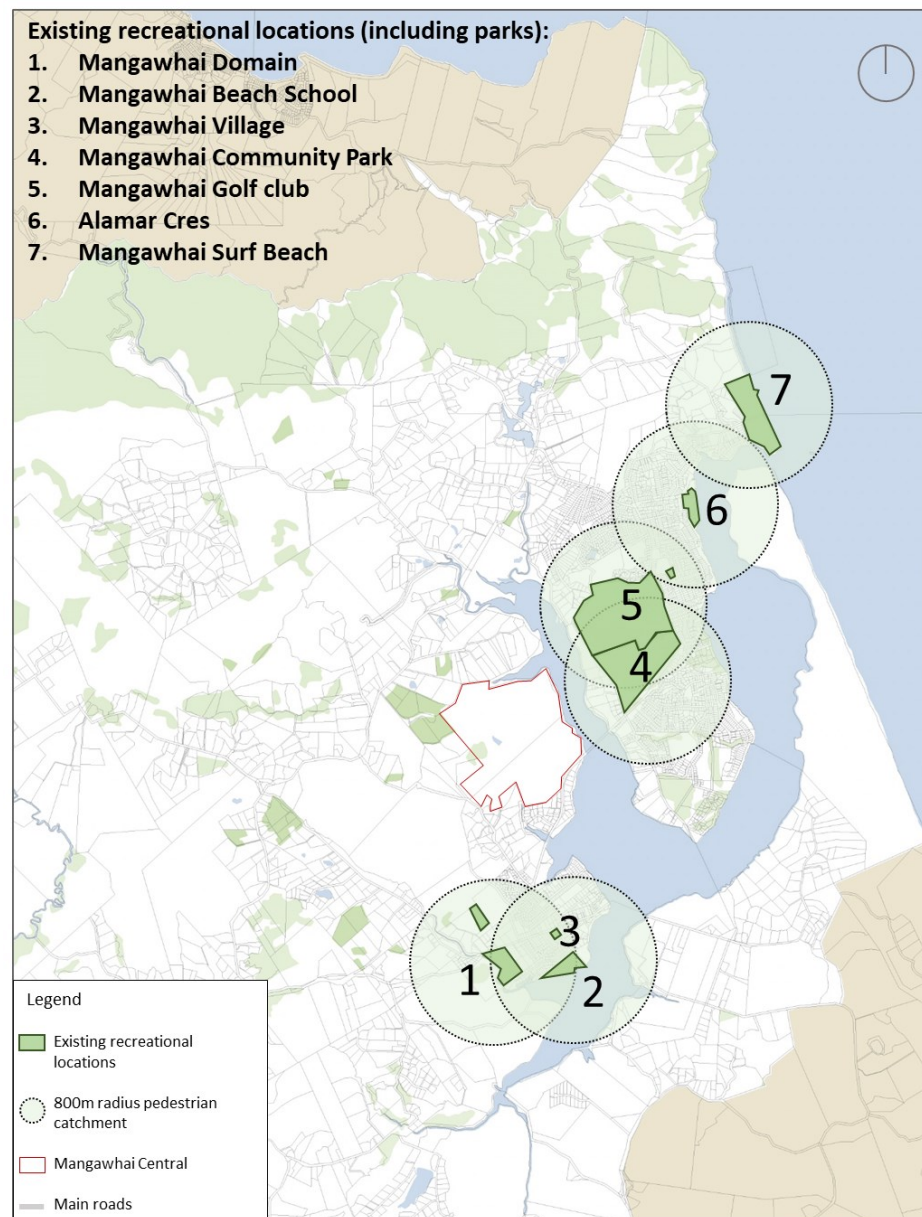 Existing recreational locations (including parks):
1. Mangawhai Domain
2. Mangawhai Beach School
3. Mangawhai Village
4. Mangawhai Community Park
5. Mangawhai Golf club
6. Alamar Cres
7. Mangawhai Surf Beach
7
6
5
4
3
1
2
Legend
Existing recreational
locations
800m radius pedestrian
catchment
Mangawhai Central
Main roads